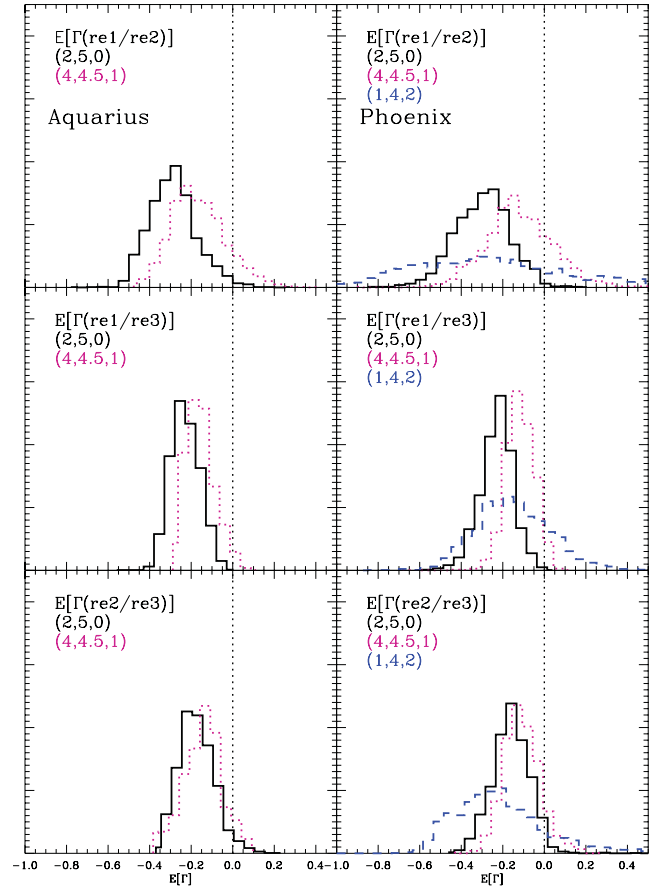 E[Γ(re1/re2)]
(2,5,0)
(4,4.5,1)
Aquarius
E[Γ(re1/re2)]
(2,5,0)
(4,4.5,1)
(1,4,2)
Phoenix
E[Γ(re1/re3)]
(2,5,0)
(4,4.5,1)
E[Γ(re1/re3)]
(2,5,0)
(4,4.5,1)
(1,4,2)
E[Γ(re2/re3)]
(2,5,0)
(4,4.5,1)
E[Γ(re2/re3)]
(2,5,0)
(4,4.5,1)
(1,4,2)
-1.0 -0.8 -0.6 -0.4 -0.2 0.0 0.2 0.4 -1.0 -0.8 -0.6 -0.4 -0.2 0.0 0.2 0.4
E[Γ] E[Γ]